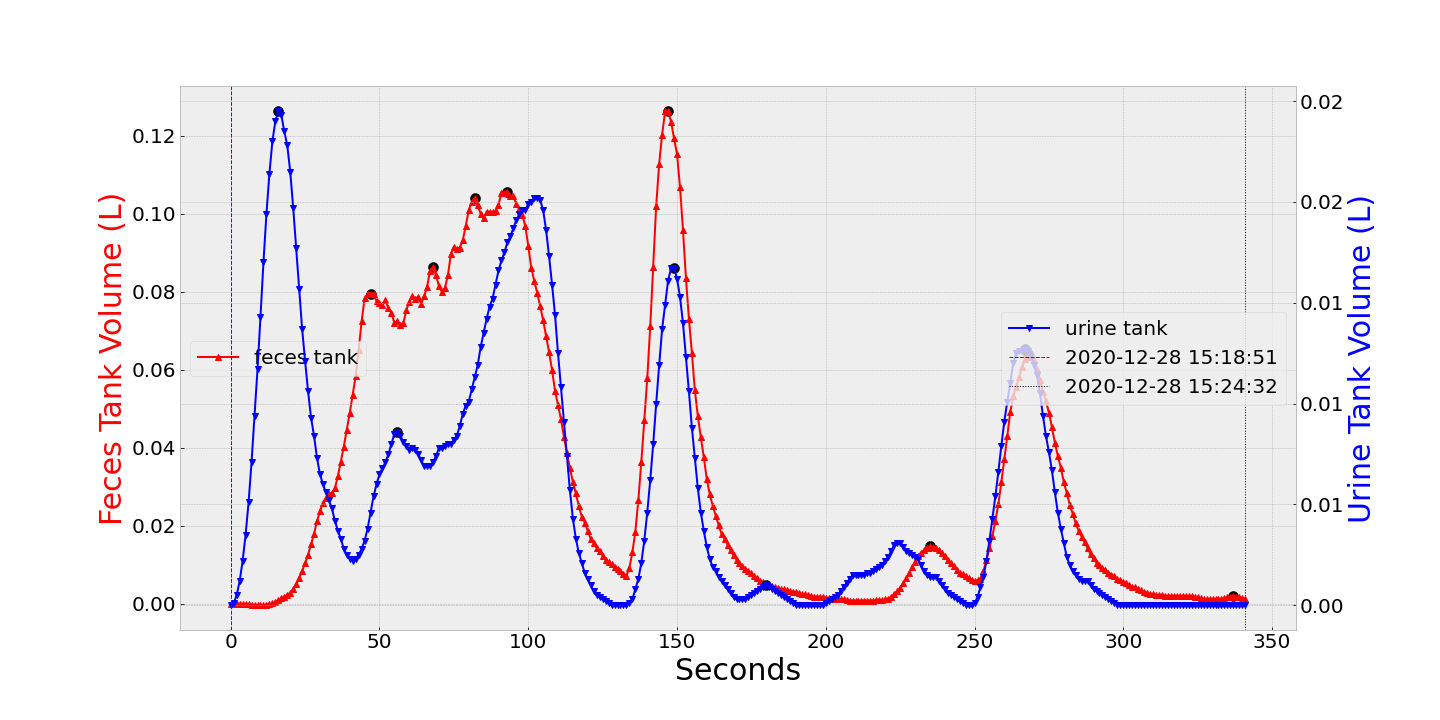 0.12
0.10
0.08
0.06
0.04
0.02
0.00
Feces Tank Volume (L)
feces tank
urine tank
2020-12-28 15:18:51
2020-12-28 15:24:32
0.02
0.02
0.01
0.01
0.01
0.00
Urine Tank Volume (L)
0 50 100 150 200 250 300 350
Seconds